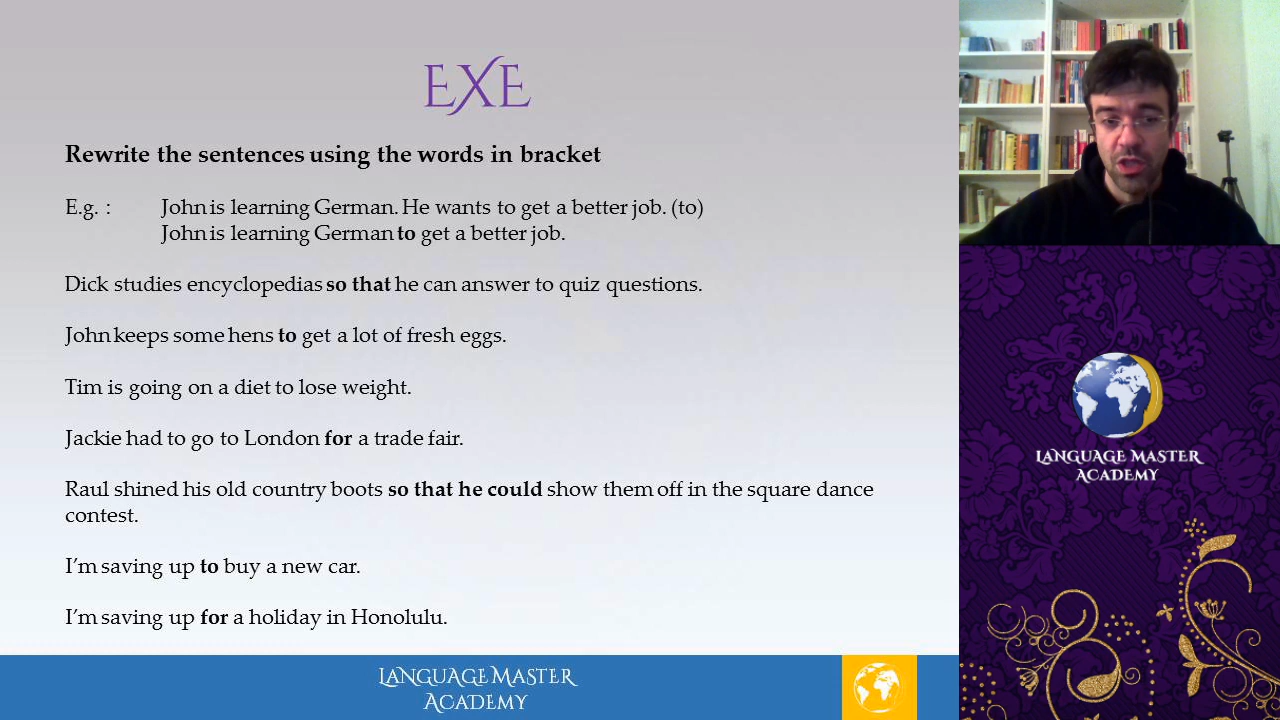 EXE
Rewrite the sentences using the words in bracket
E.g. : John is learning German. He wants to get a better job. (to)
John is learning German to get a better job.
Dick studies encyclopedias so that he can answer to quiz questions.
John keeps some hens to get a lot of fresh eggs.
Tim is going on a diet to lose weight.
Jackie had to go to London for a trade fair.
Raul shined his old country boots so that he could show them off in the square dance
contest.
I'm saving up to buy a new car.
I'm saving up for a holiday in Honolulu.
LANGUAGE MASTER
ACADEMY
LANGUAGE MASTER
ACADEMY